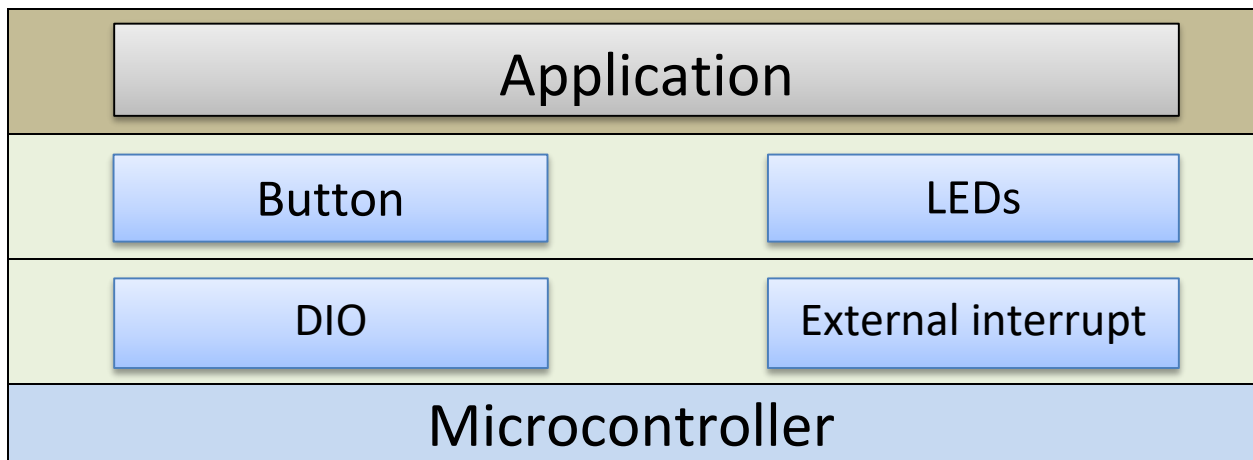 Application
Button
LEDs
DIO
External interrupt
Microcontroller